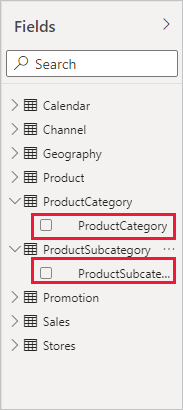 Fields
Search
Calendar
Channel
Geography
Product
ProductCategory
ProductCategory
ProductSubcategory ...
ProductSubcate...
Promotion
Sales
Stores